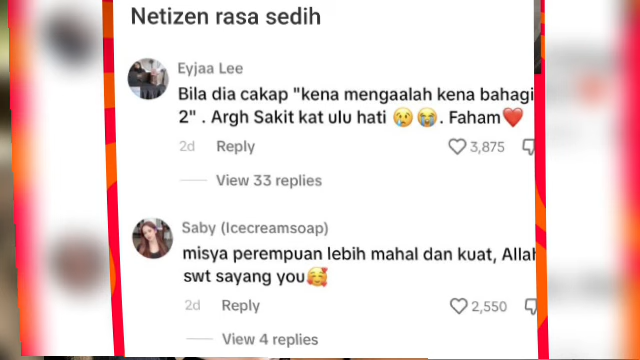 Netizen rasa sedih
Eyjaa Lee
Bila dia cakap "kena mengaalah kena bahagi
2" . Argh Sakit kat ulu hati 😢😭. Faham❤️
2d Reply 3,875
View 33 replies
Saby (Icecreamsoap)
misya perempuan lebih mahal dan kuat, Allah
swt sayang you🥰
2d Reply 2,550
View 4 replies